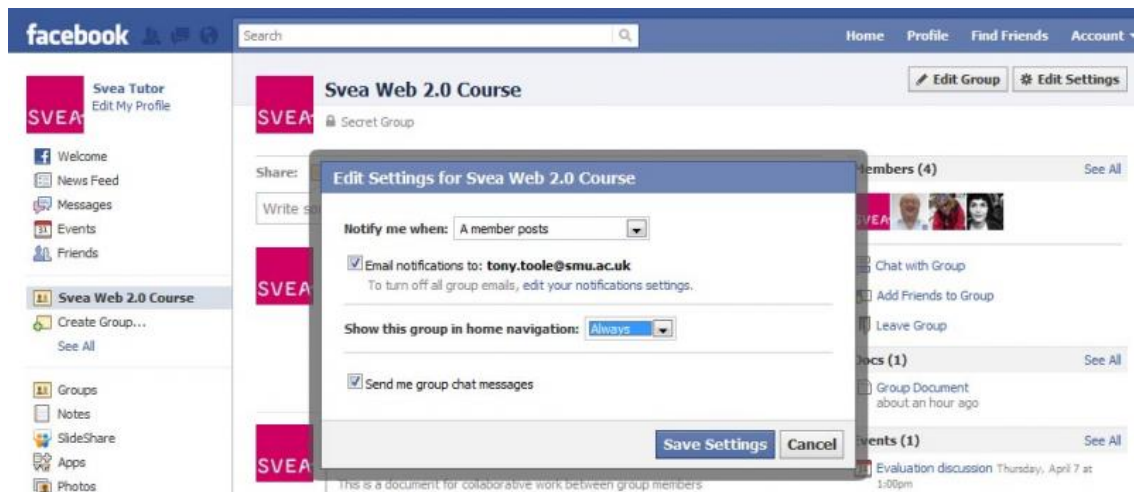 facebook
Search
Home Profile Find Friends Account
Svea Tutor
Edit My Profile
SVEA
Welcome
News Feed
Messages
Events
Friends
Svea Web 2.0 Course
Create Group...
See All
Groups
Notes
SlideShare
Apps
Photos
SVEA
Svea Web 2.0 Course
Secret Group
Edit Group
Edit Settings
Share:
Write
SVEA
SVEA
This is a document for collaborative work between group members
Edit Settings for Svea Web 2.0 Course
Notify me when: A member posts
Email notifications to: tony.toole@smu.ac.uk
To turn off all group emails, edit your notifications settings.
Show this group in home navigation: Always
Send me group chat messages
Save Settings Cancel
Members (4) See All
SVEA
Chat with Group
Add Friends to Group
Leave Group
Docs (1) See All
Group Document
about an hour ago
Events (1) See All
Evaluation discussion Thursday, April 7 at
1:00pm